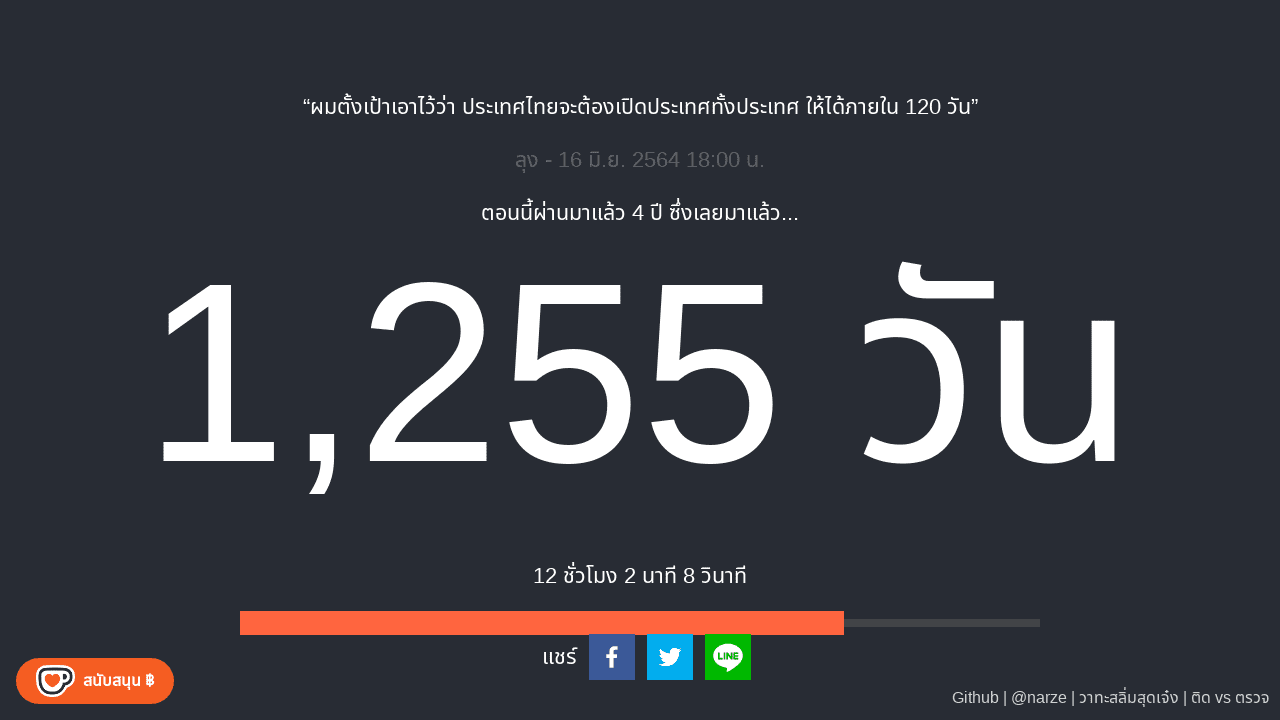 “ผมตั้งเป้าเอาไว้ว่า ประเทศไทยจะต้องเปิดประเทศทั้งประเทศ ให้ได้ภายใน 120 วัน”
ลุง - 16 มิ.ย. 2564 18:00 น.
ตอนนี้ผ่านมาแล้ว 4 ปี ซึ่งเลยมาแล้ว...
1,255 วัน
12 ชั่วโมง 2 นาที 8 วินาที
แชร์
LINE
สนับสนุน ฿
Github | @narze | วาทะสลิ่มสุดเจ๋ง | ติด vs ตรวจ